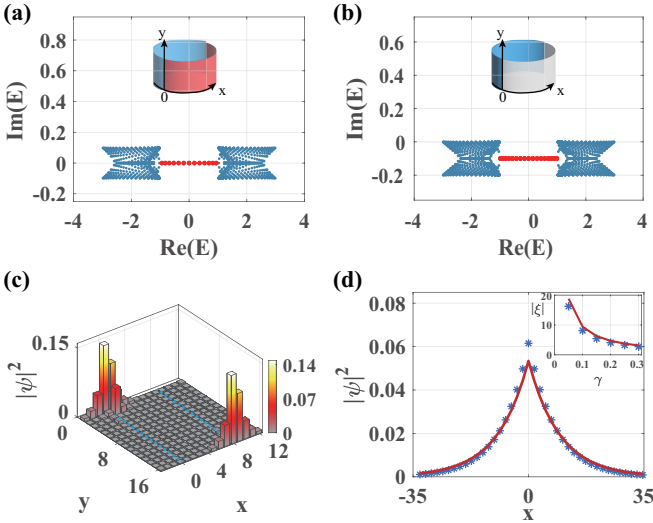 (a)
Im(E)
0.8
0.6
0.4
0.2
0
-0.2
y
0
x
-4
-2
0
2
4
Re(E)
(b)
Im(E)
0.6
0.4
0.2
0
-0.2
y
0
x
-4
-2
0
2
4
Re(E)
(c)
|ψ|²
0.15
0
0
8
16
y
0
4
8
12
x
0.14
0.07
0
(d)
|ψ|²
0.08
0.06
0.04
0.02
0
-35
0
35
x
|ξ|
20
10
0
0
0.1
0.2
0.3
γ